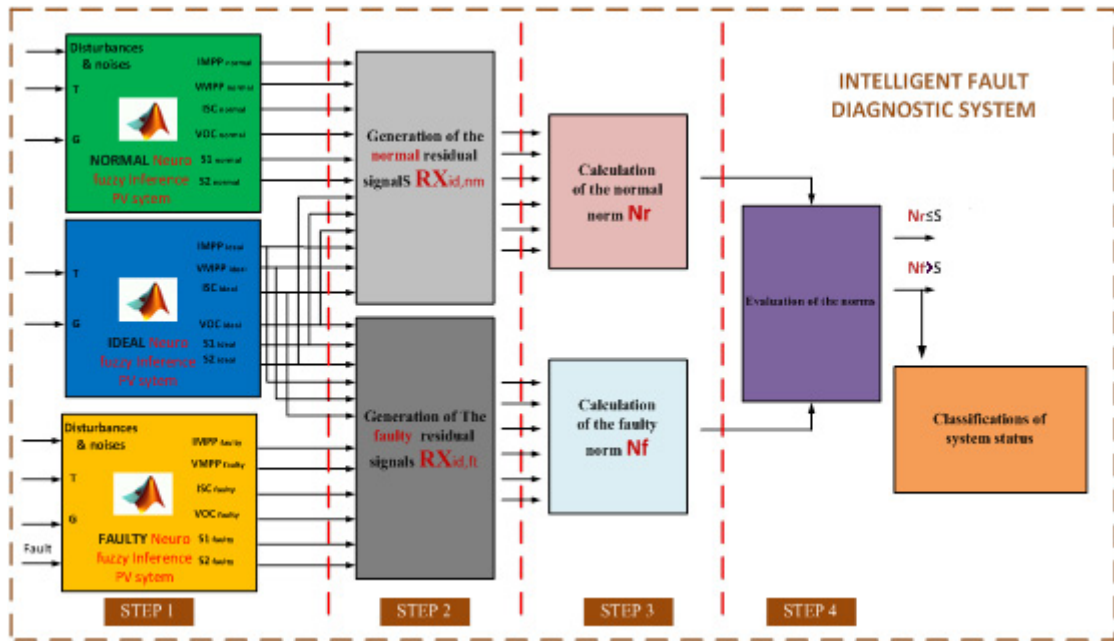 Disturbances
& noises
T
G
IMPP normal
VMPP normal
ISC normal
VOC normal
S1 normal
S2 normal
NORMAL Neuro
fuzzy inference
PV sytem
T
G
IMPP ideal
VMPP ideal
ISC ideal
VOC ideal
S1 ideal
S2 ideal
IDEAL Neuro
fuzzy inference
PV sytem
Disturbances
& noises
T
G
Fault
IMPP faulty
VMPP faulty
ISC faulty
VOC faulty
S1 faulty
S2 faulty
FAULTY Neuro
fuzzy inference
PV sytem
STEP 1
Generation of the
normal residual
signalS RXid,nm
Generation of The
faulty residual
signals RXid,ft
STEP 2
Calculation
of the normal
norm Nr
Calculation
of the faulty
norm Nf
STEP 3
INTELLIGENT FAULT
DIAGNOSTIC SYSTEM
Evaluation of the norms
Nr≤S
Nf>S
Classifications of
system status
STEP 4